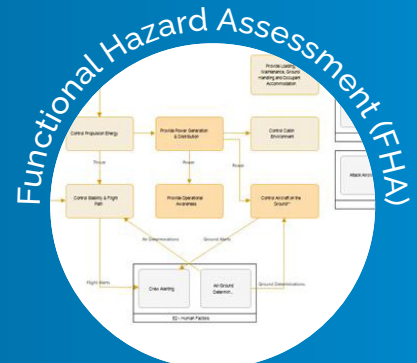 Functional Hazard Assessment (FHA)
Provide Loading,
Maintenance, Ground
Handling and Occupant
Accommodation
Control Propulsion Energy
Provide Power Generation
& Distribution
Control Cabin
Environment
Thrust
Power
Power
Control Stability & Flight
Path
Provide Operational
Awareness
Control Aircraft on the
Ground
Attack
Air Determinations
Ground Alerts
Flight Alerts
Ground Determinations
Crew Alerting
Air-Ground
Determin...
Human Factors